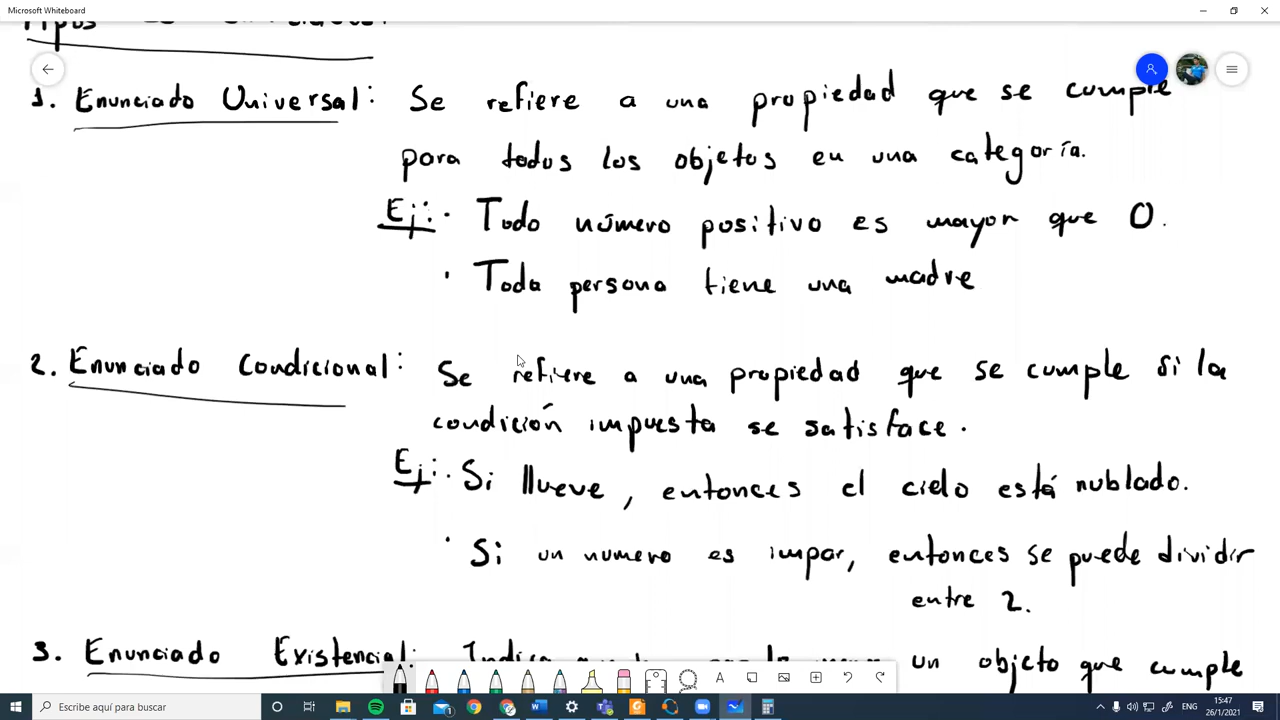 Microsoft Whiteboard
Tipos
1. Enunciado Universal: Se refiere a una propiedad que se cumple
para todos los objetos en una categoría.
Ej: · Todo número positivo es mayor que 0.
· Toda persona tiene una madre
2. Enunciado Condicional: Se refiere a una propiedad que se cumple si la
condición impuesta se satisface.
Ej: · Si llueve, entonces el cielo está nublado.
· Si un numero es impar, entonces se puede dividir
entre 2.
3. Enunciado Existencial: Indica un objeto que cumple
Escribe aquí para buscar
15:47
26/1/2021